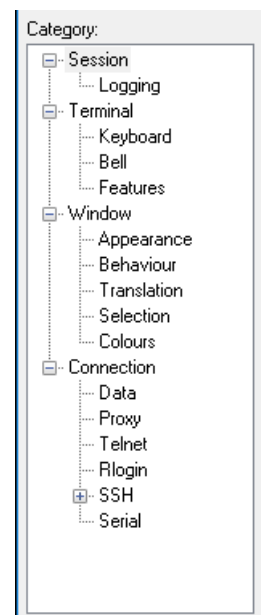 Category:
Session
Logging
Terminal
Keyboard
Bell
Features
Window
Appearance
Behaviour
Translation
Selection
Colours
Connection
Data
Proxy
Telnet
Rlogin
SSH
Serial